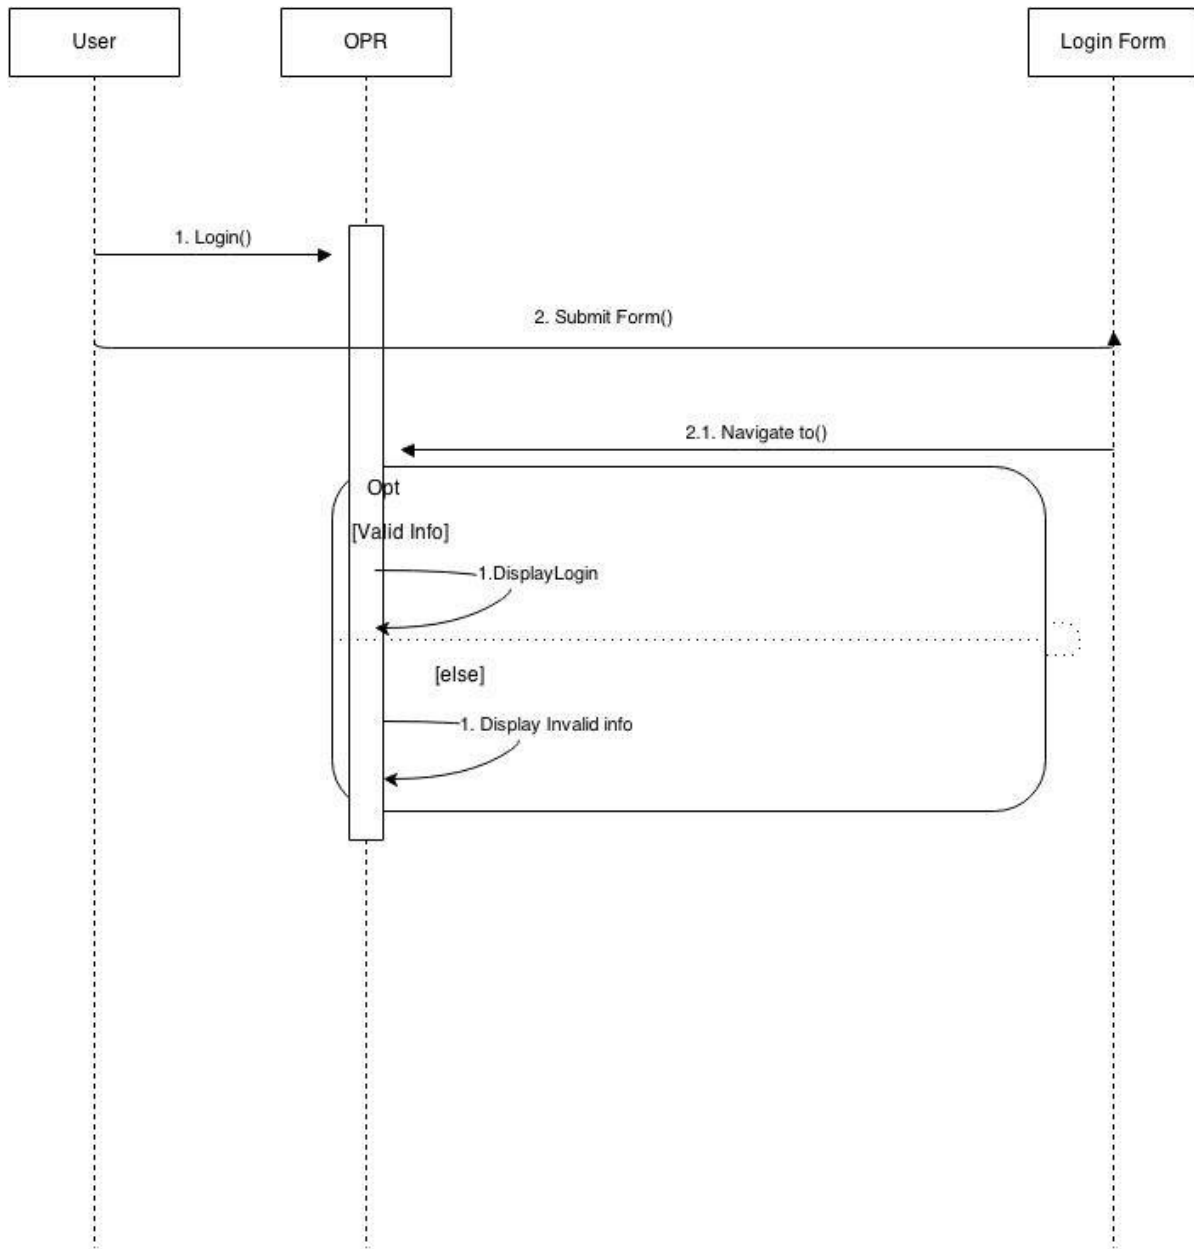 User
OPR
Login Form
1. Login()
2. Submit Form()
2.1. Navigate to()
Opt
[Valid Info]
1.DisplayLogin
[else]
1. Display Invalid info